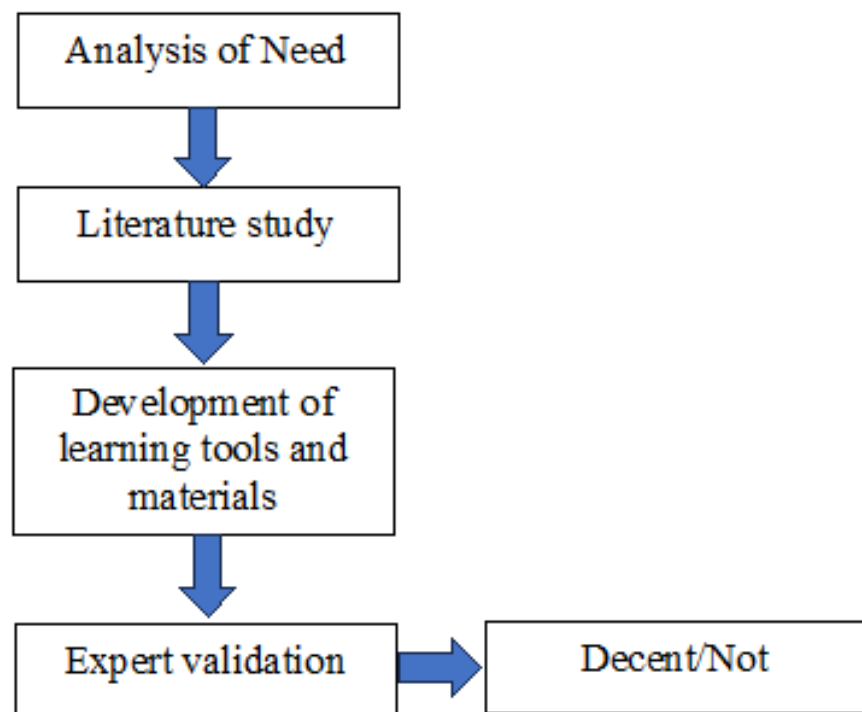 Analysis of Need
Literature study
Development of
learning tools and
materials
Expert validation
Decent/Not